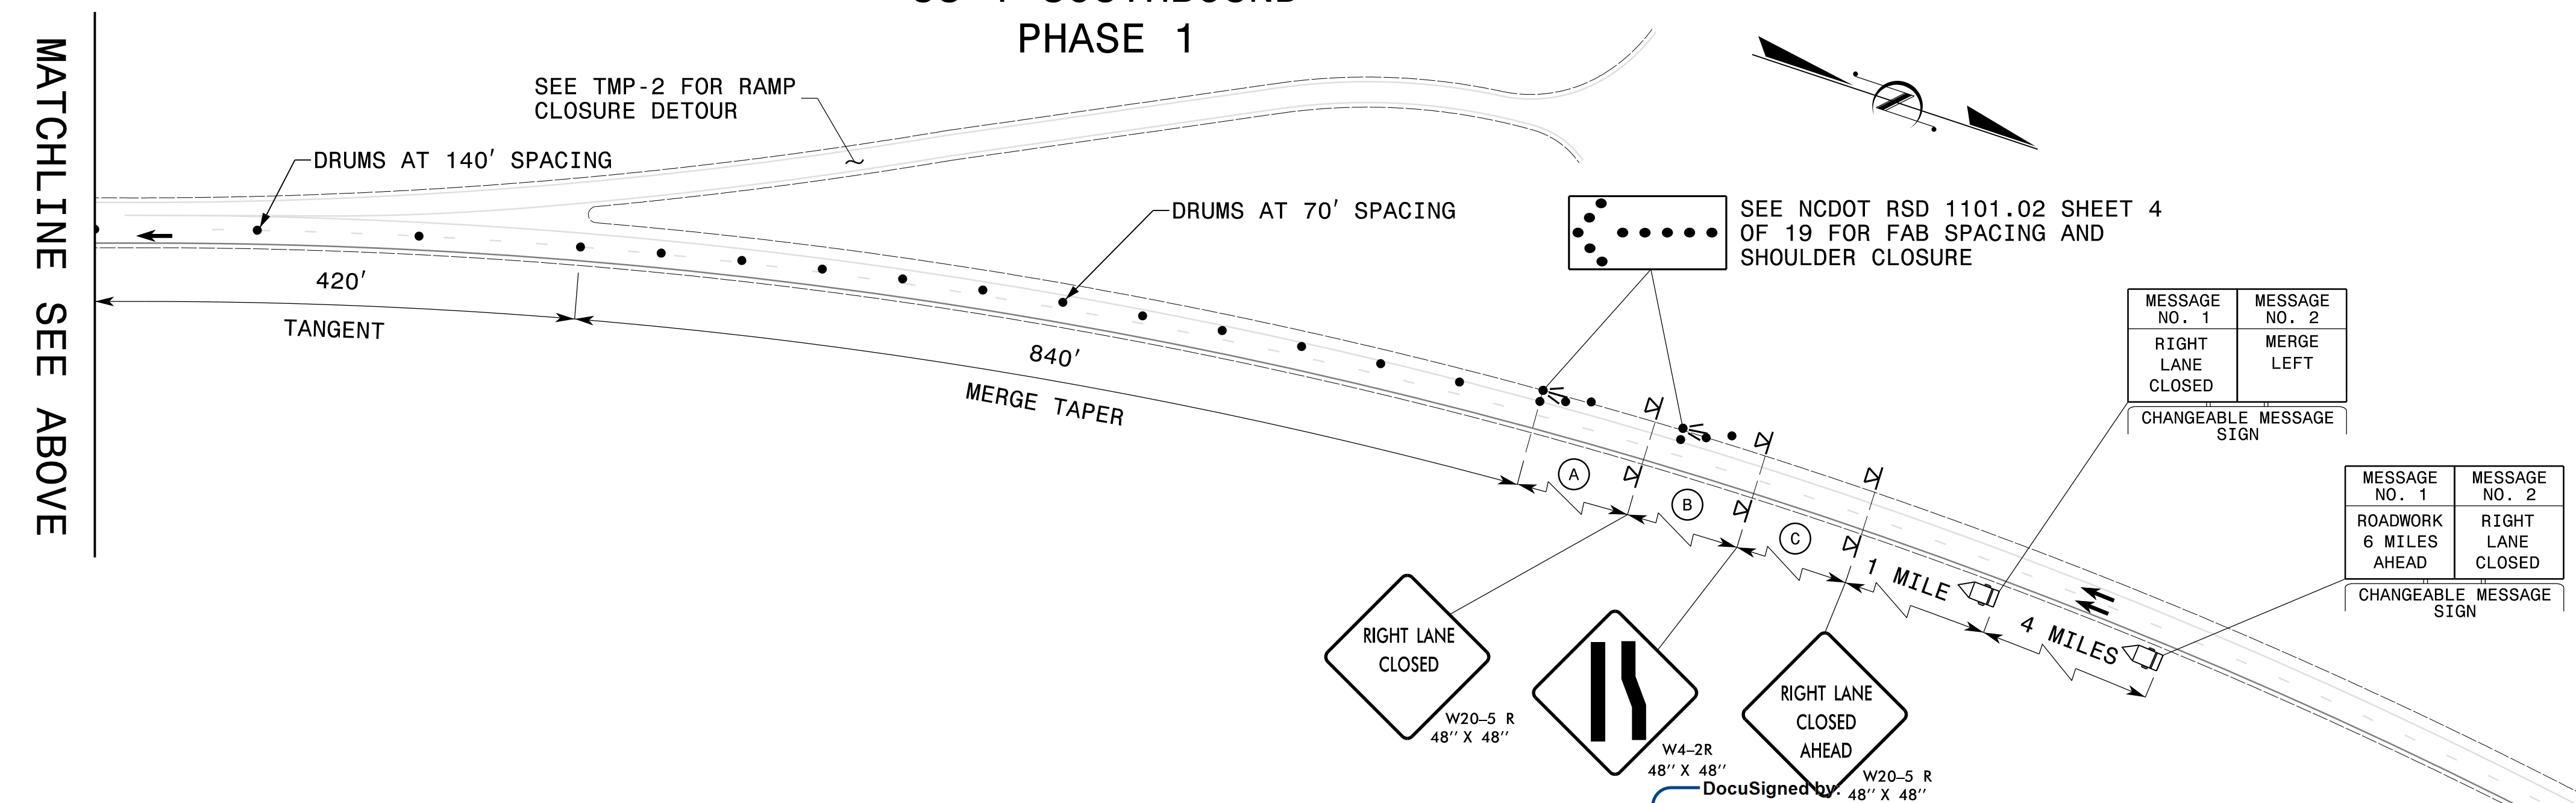 PHASE 1
MATCHLINE SEE ABOVE
SEE TMP-2 FOR RAMP
CLOSURE DETOUR
DRUMS AT 140' SPACING
DRUMS AT 70' SPACING
SEE NCDOT RSD 1101.02 SHEET 4
OF 19 FOR FAB SPACING AND
SHOULDER CLOSURE
420'
TANGENT
840'
MERGE TAPER
A
B
C
1 MILE
4 MILES
MESSAGE
NO. 1
MESSAGE
NO. 2
RIGHT
LANE
CLOSED
MERGE
LEFT
CHANGEABLE MESSAGE
SIGN
MESSAGE
NO. 1
MESSAGE
NO. 2
ROADWORK
6 MILES
AHEAD
RIGHT
LANE
CLOSED
CHANGEABLE MESSAGE
SIGN
RIGHT LANE
CLOSED
W20–5 R
48'' X 48''
W4–2R
48'' X 48''
RIGHT LANE
CLOSED
AHEAD
W20–5 R
48'' X 48''
DocuSigned by: